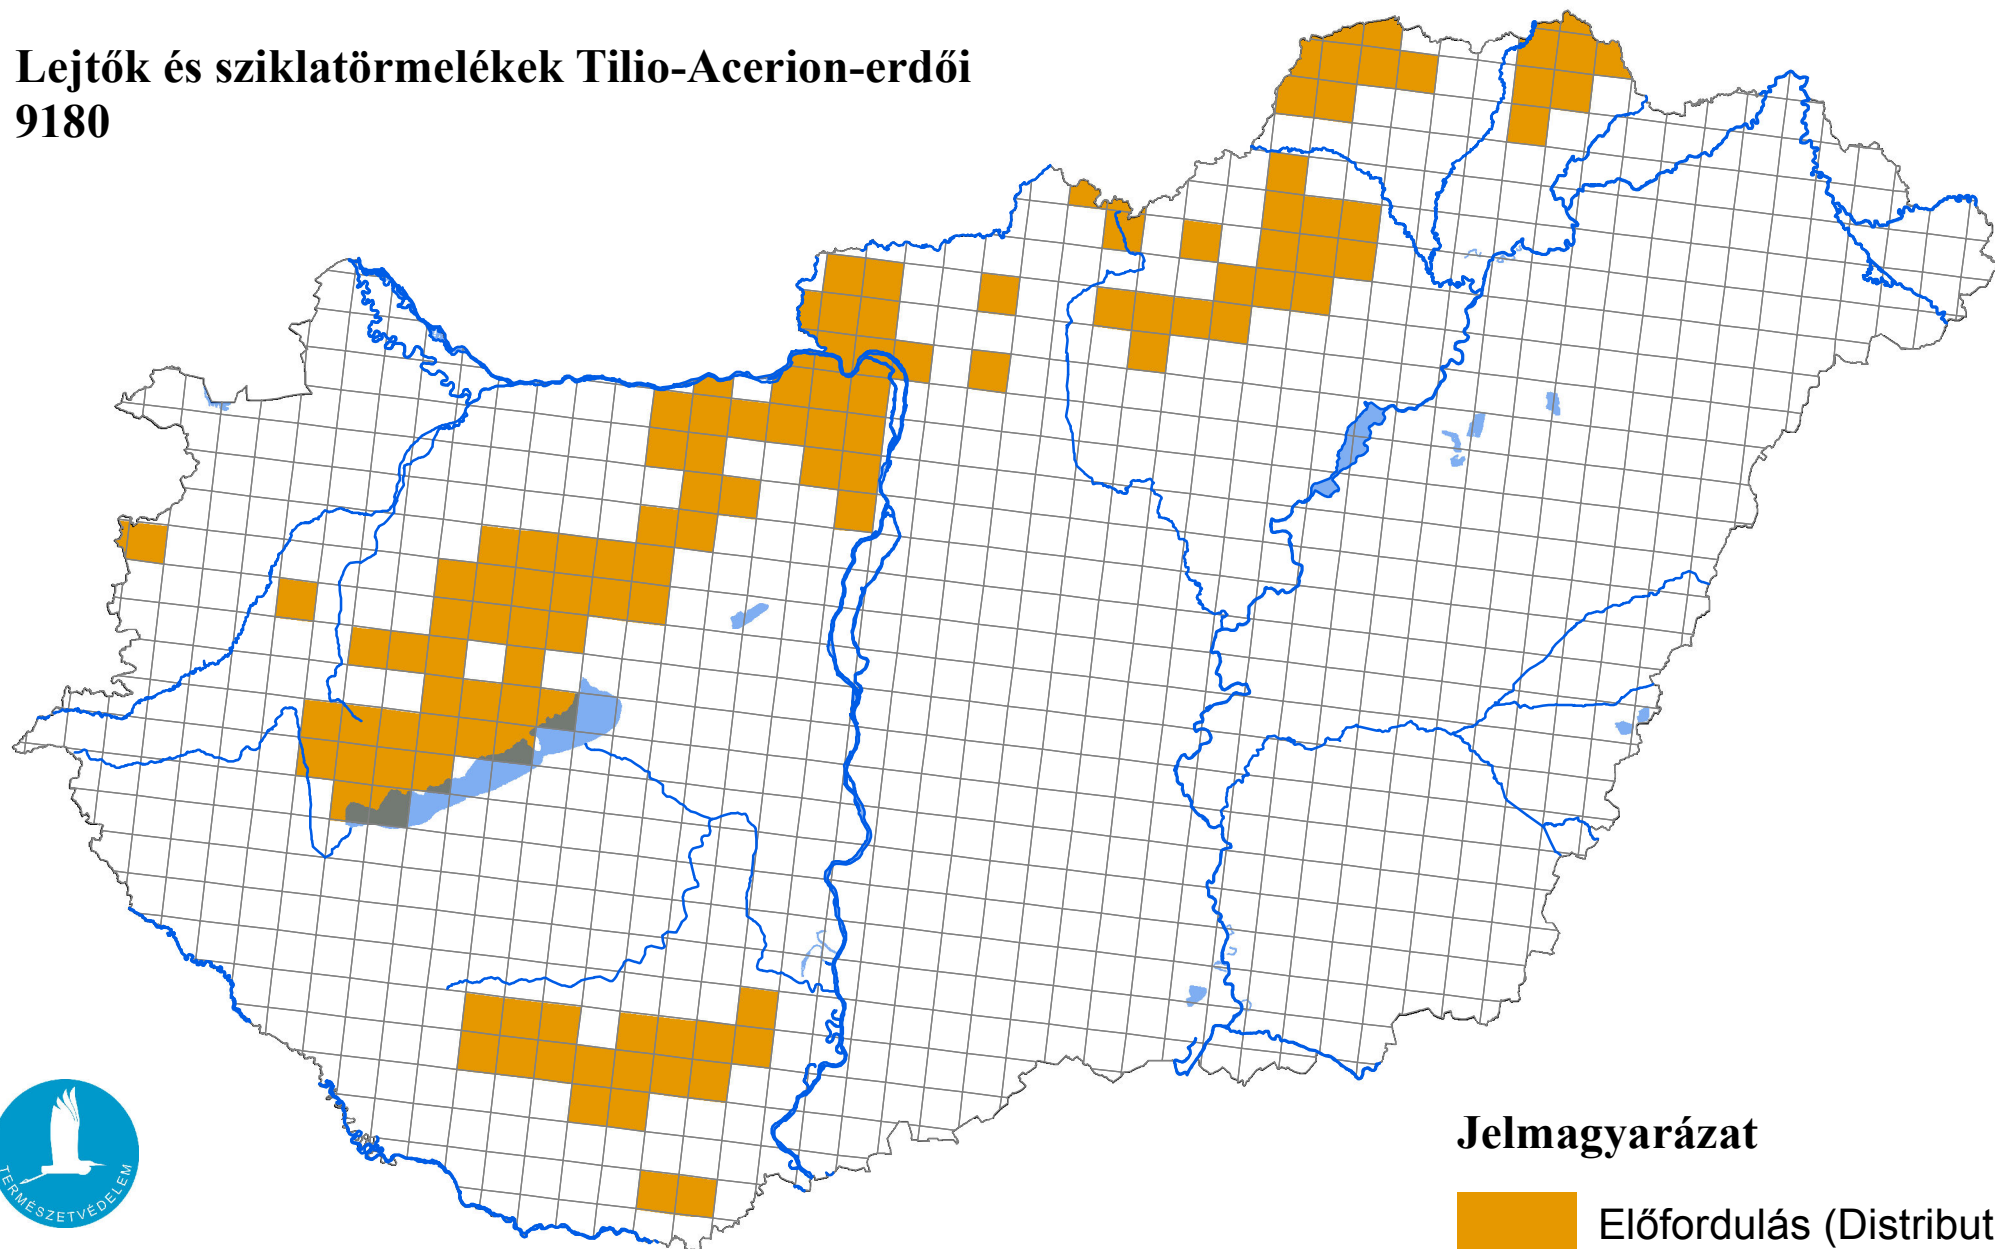 Lejtők és sziklatörmelékek Tilio-Acerion-erdői
9180
TERMÉSZETVÉDELEM
Jelmagyarázat
Előfordulás (Distribut